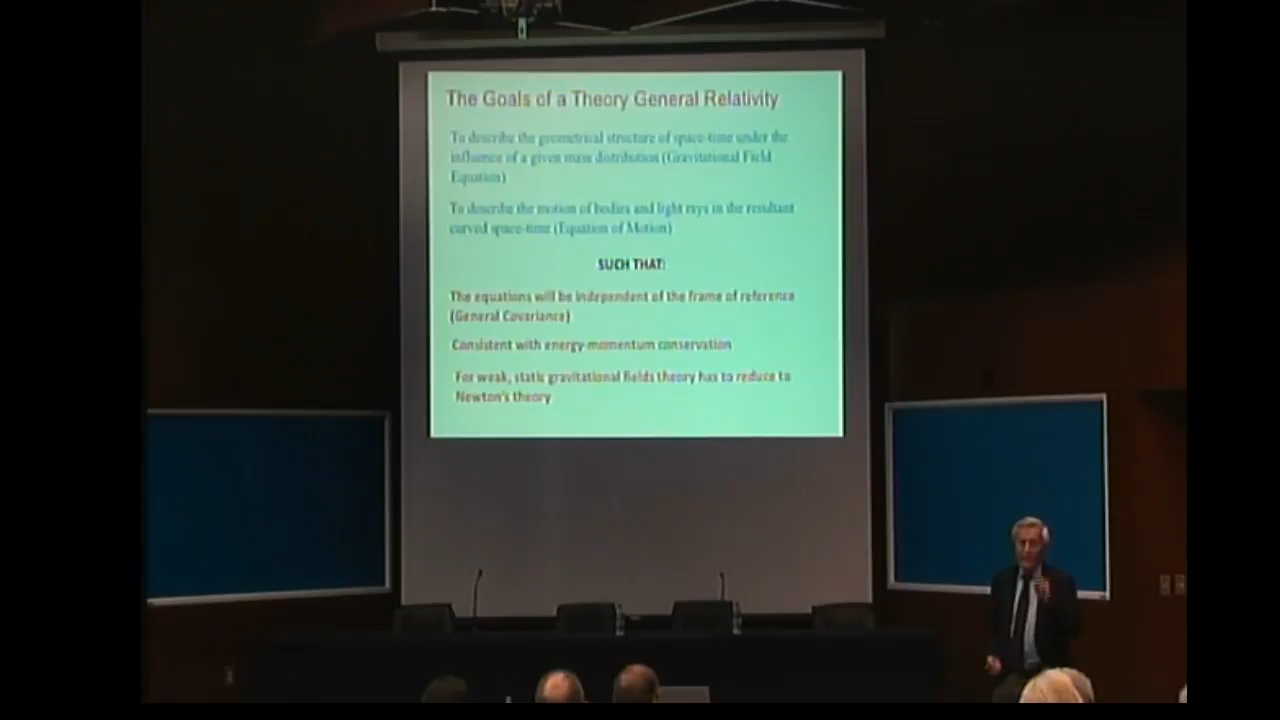 The Goals of a Theory General Relativity
To describe the geometrical structure of space-time under the
influence of a given mass distribution (Gravitational Field
Equation)
To describe the motion of bodies and light rays in the resultant
curved space-time (Equation of Motion)
SUCH THAT:
The equations will be independent of the frame of reference
(General Covariance)
Consistent with energy-momentum conservation
For weak, static gravitational fields theory has to reduce to
Newton's theory